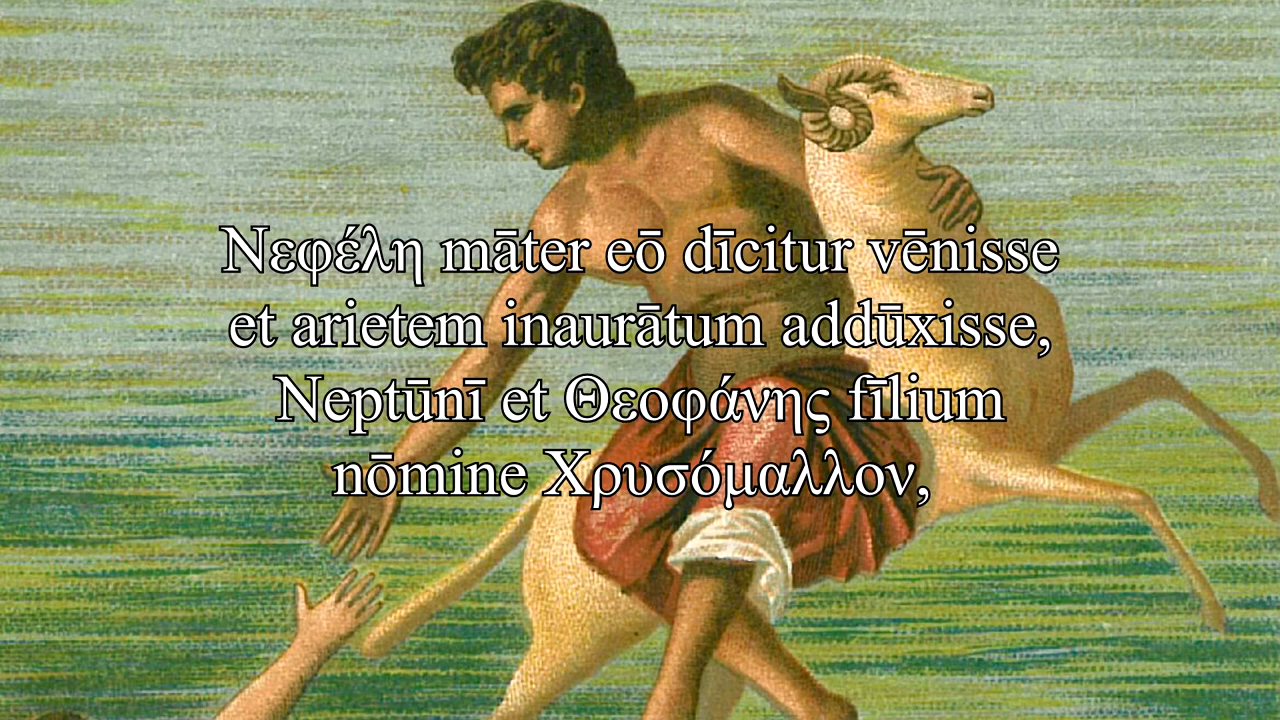 Νεφέλη māter eō dīcitur vēnisse
et arietem inaurātum addūxisse,
Neptūnī et Θεοφάνης fīlium
nōmine Χρυσόμαλλον,